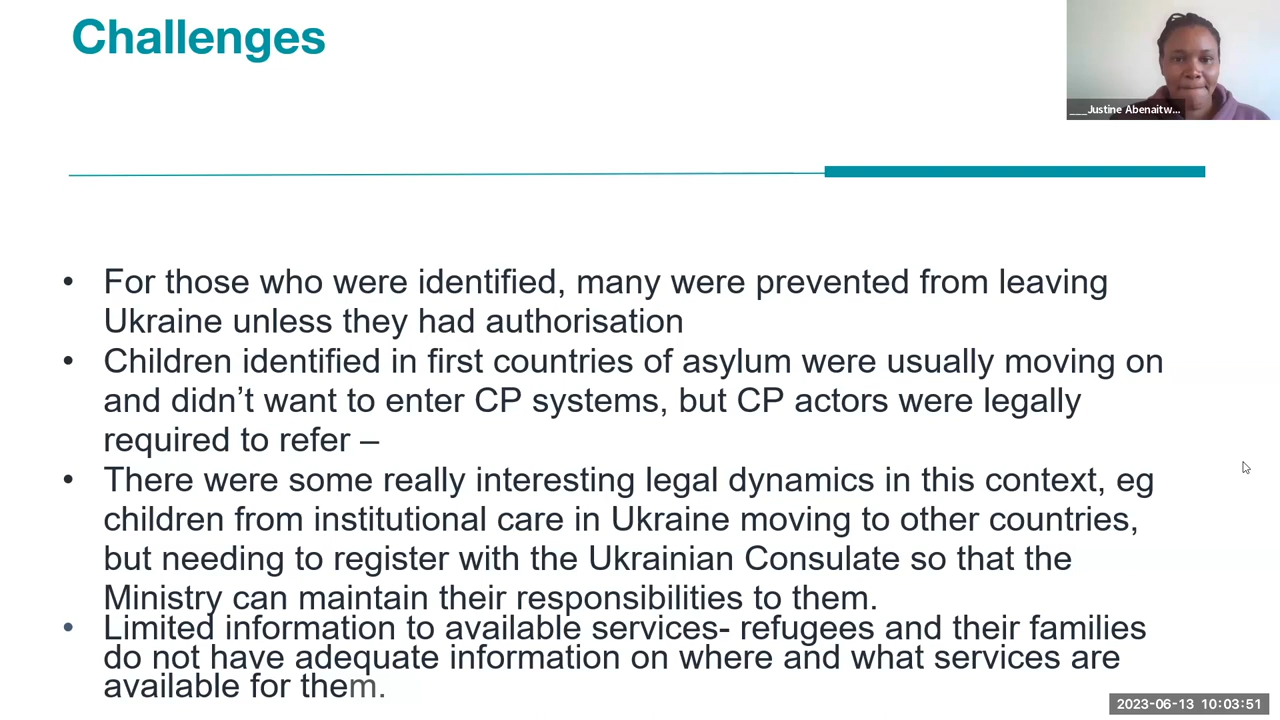 Challenges
___Justine Abenaitw...
• For those who were identified, many were prevented from leaving
Ukraine unless they had authorisation
• Children identified in first countries of asylum were usually moving on
and didn’t want to enter CP systems, but CP actors were legally
required to refer –
• There were some really interesting legal dynamics in this context, eg
children from institutional care in Ukraine moving to other countries,
but needing to register with the Ukrainian Consulate so that the
Ministry can maintain their responsibilities to them.
• Limited information to available services- refugees and their families
do not have adequate information on where and what services are
available for them.
2023-06-13 10:03:51